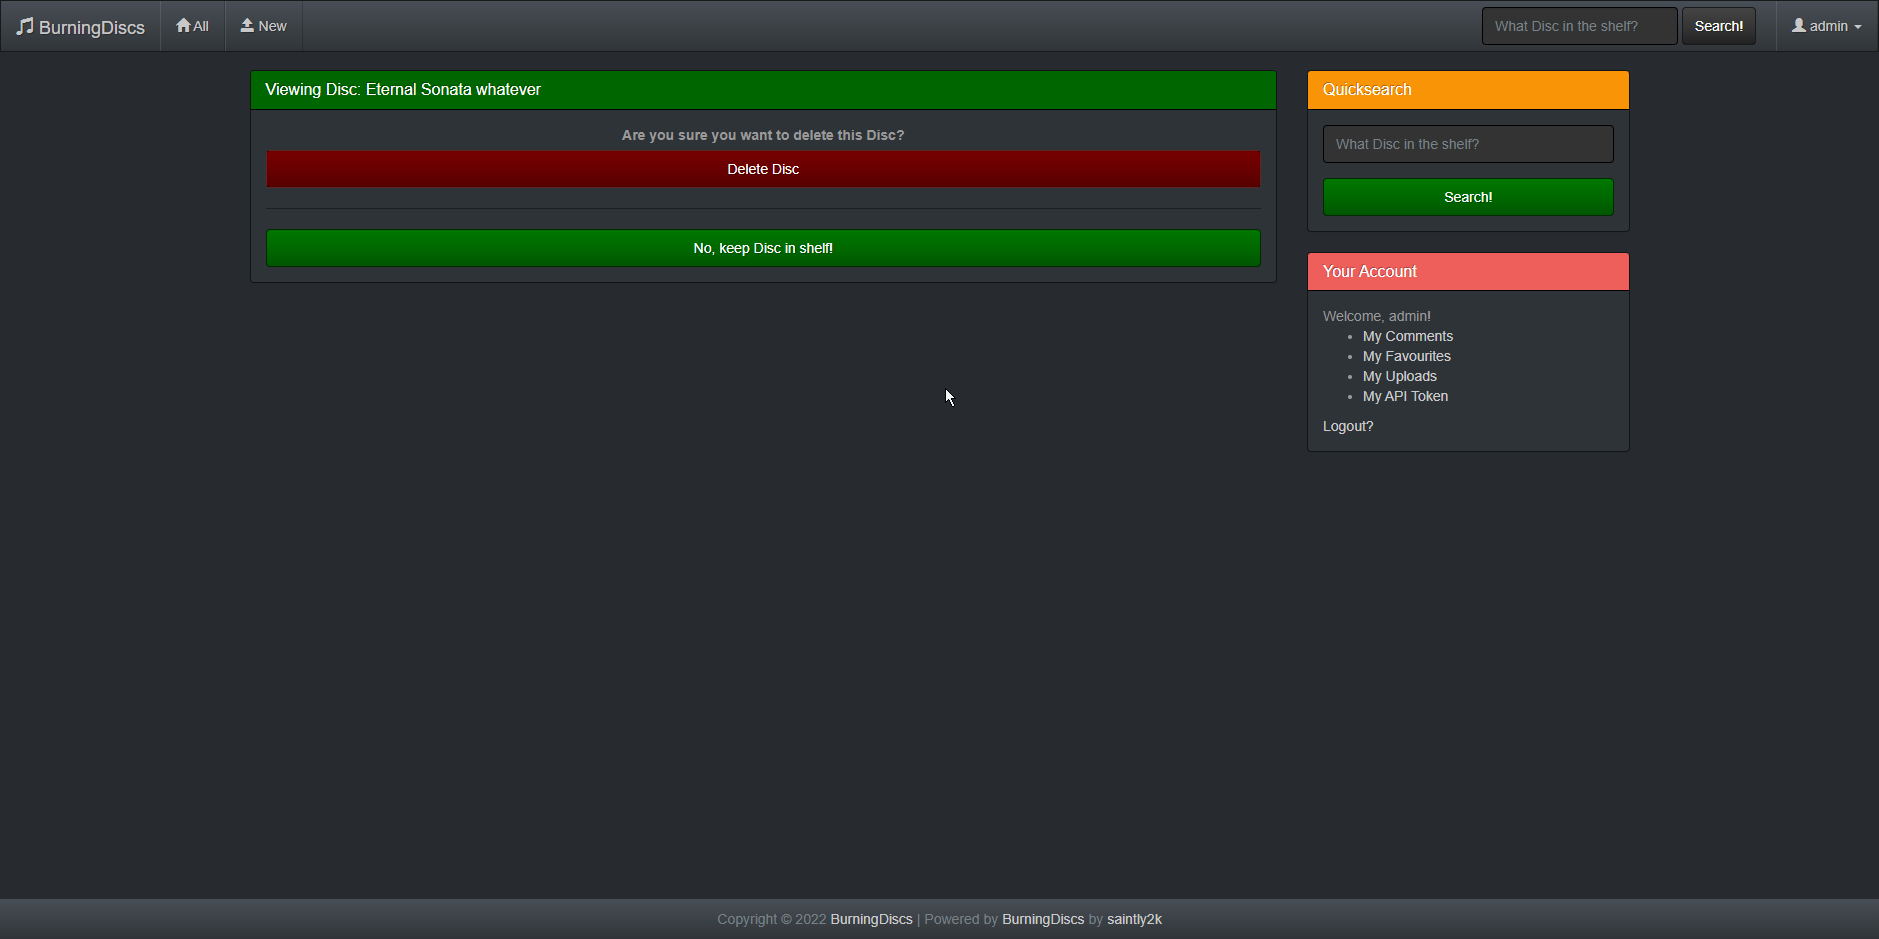 BurningDiscs
All
New
What Disc in the shelf?
Search!
admin
Viewing Disc: Eternal Sonata whatever
Are you sure you want to delete this Disc?
Delete Disc
No, keep Disc in shelf!
Quicksearch
What Disc in the shelf?
Search!
Your Account
Welcome, admin!
My Comments
My Favourites
My Uploads
My API Token
Logout?
Copyright © 2022 BurningDiscs | Powered by BurningDiscs by saintly2k